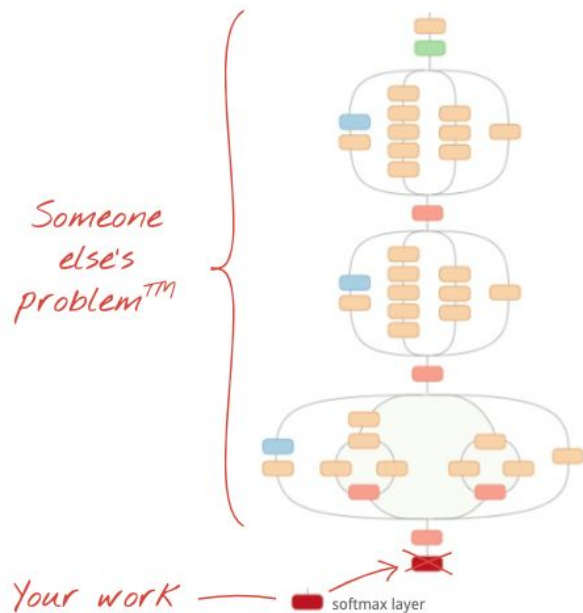 Someone
else's
problem™
Your work
softmax layer